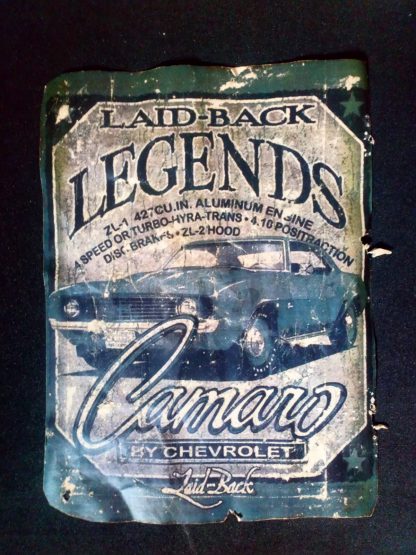 LAID-BACK
LEGENDS
ZL-1 427CU.IN. ALUMINUM ENGINE
4 SPEED OR TURBO-HYRA-TRANS • 4.10 POSITRACTION
DISK BRAKES • ZL-2 HOOD
Camaro
BY CHEVROLET
Laid-Back